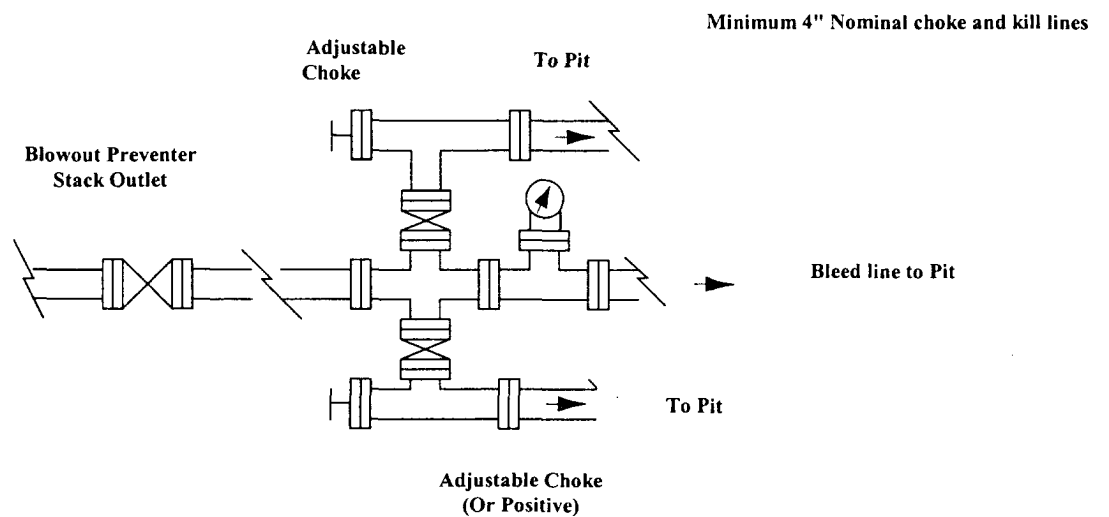 Minimum 4" Nominal choke and kill lines
Adjustable
Choke
To Pit
Blowout Preventer
Stack Outlet
Bleed line to Pit
To Pit
Adjustable Choke
(Or Positive)